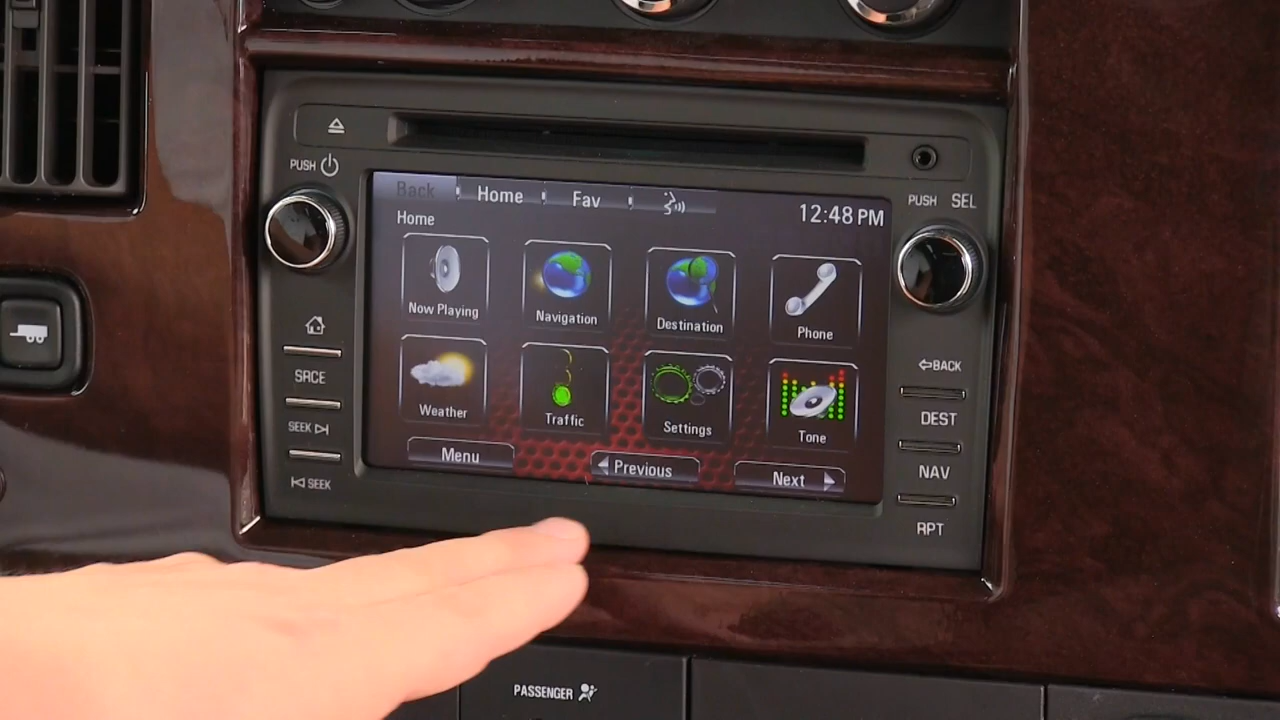 PUSH
PUSH SEL
Back Home Fav
12:48 PM
Home
Now Playing
Navigation
Destination
Phone
SRCE
SEEK
SEEK
Weather
Traffic
Settings
Tone
Menu
Previous
Next
BACK
DEST
NAV
RPT
PASSENGER